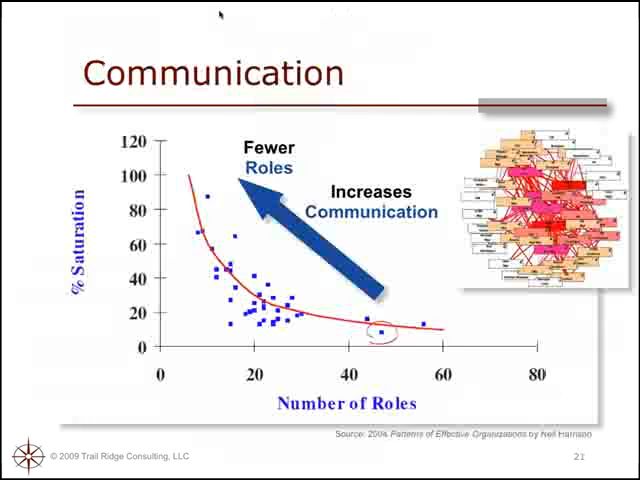 Communication
120
100
80
60
40
20
0
% Saturation
Fewer
Roles
Increases
Communication
0
20
40
60
80
Number of Roles
Source: 2004 Patterns of Effective Organizations by Neil Harrison
© 2009 Trail Ridge Consulting, LLC
21